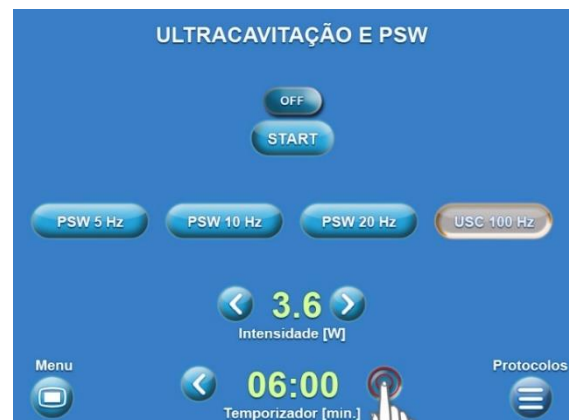 ULTRACAVITAÇÃO E PSW
OFF
START
PSW 5 Hz PSW 10 Hz PSW 20 Hz USC 100 Hz
3.6
Intensidade [W]
Menu
06:00
Temporizador [min.]
Protocolos